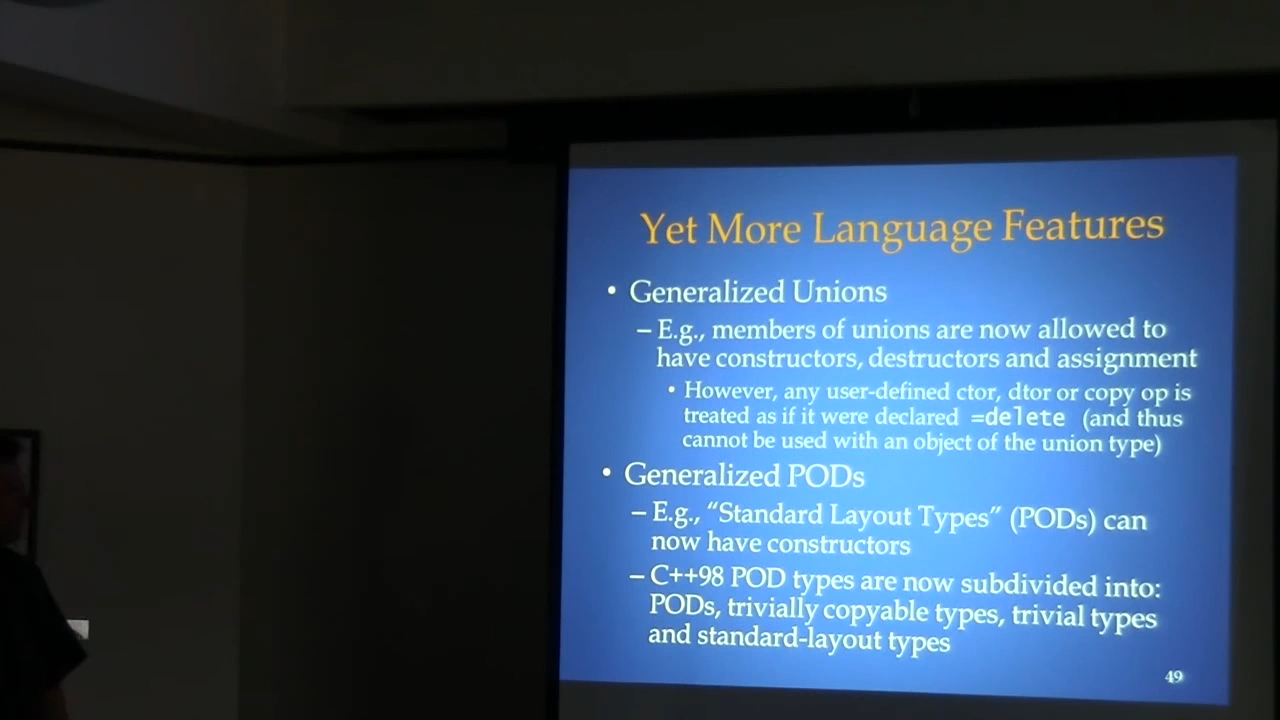 Yet More Language Features
• Generalized Unions
– E.g., members of unions are now allowed to
have constructors, destructors and assignment
• However, any user-defined ctor, dtor or copy op is
treated as if it were declared =delete (and thus
cannot be used with an object of the union type)
• Generalized PODs
– E.g., “Standard Layout Types” (PODs) can
now have constructors
– C++98 POD types are now subdivided into:
PODs, trivially copyable types, trivial types
and standard-layout types
49